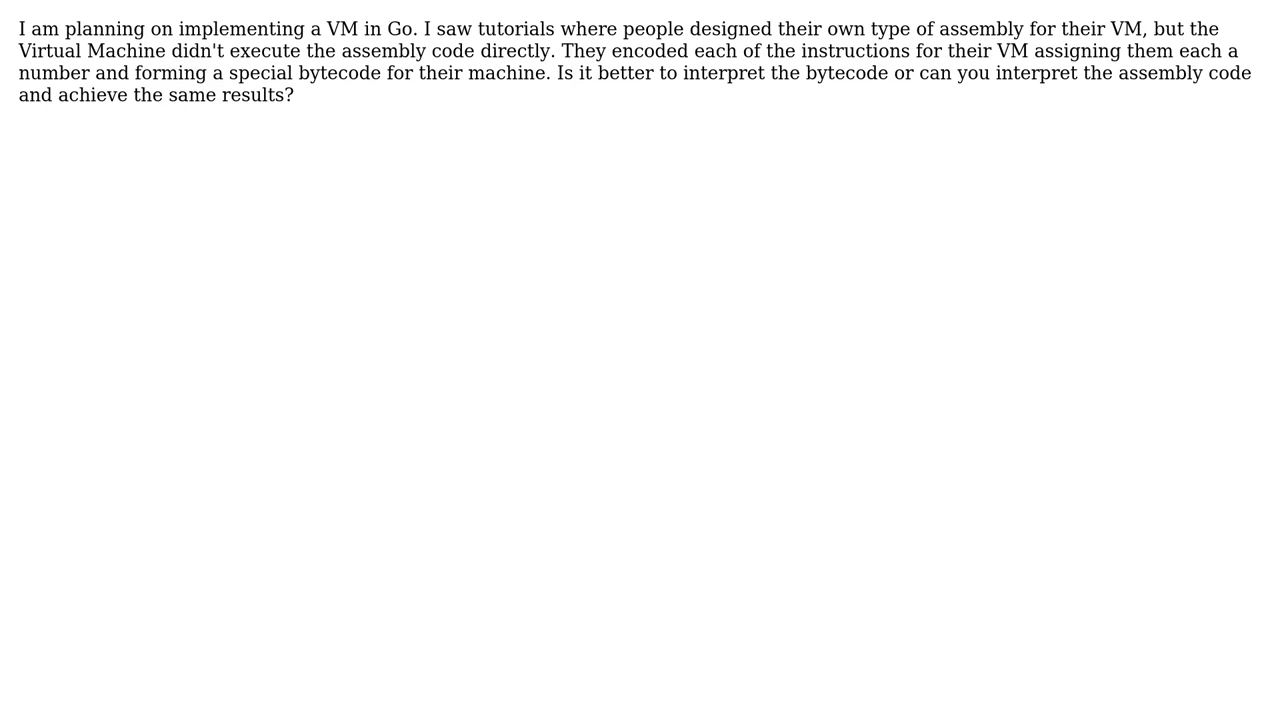 I am planning on implementing a VM in Go. I saw tutorials where people designed their own type of assembly for their VM, but the
Virtual Machine didn't execute the assembly code directly. They encoded each of the instructions for their VM assigning them each a
number and forming a special bytecode for their machine. Is it better to interpret the bytecode or can you interpret the assembly code
and achieve the same results?